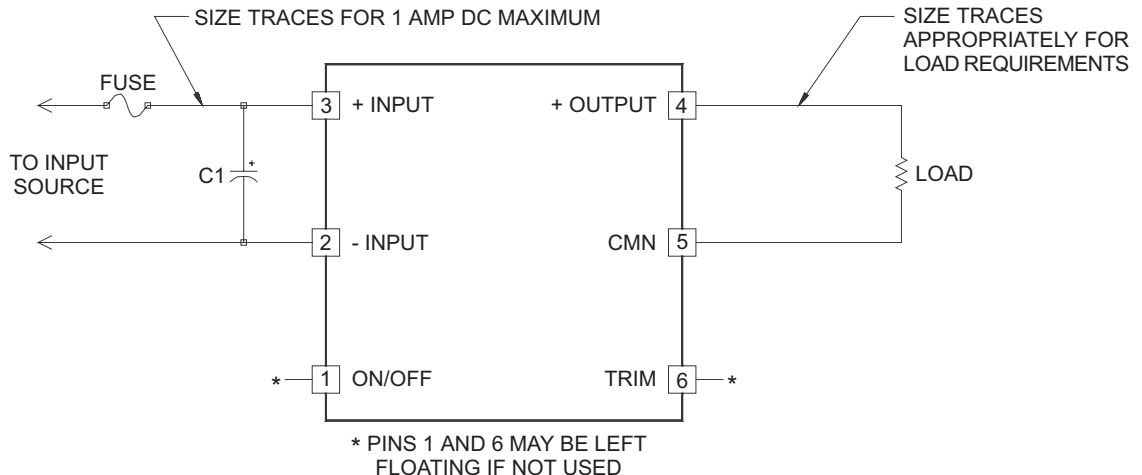 SIZE TRACES FOR 1 AMP DC MAXIMUM
SIZE TRACES
APPROPRIATELY FOR
LOAD REQUIREMENTS
FUSE
3 + INPUT
+ OUTPUT 4
TO INPUT
SOURCE
C1
+
LOAD
2 - INPUT
CMN 5
* 1 ON/OFF
TRIM 6 *
* PINS 1 AND 6 MAY BE LEFT
FLOATING IF NOT USED